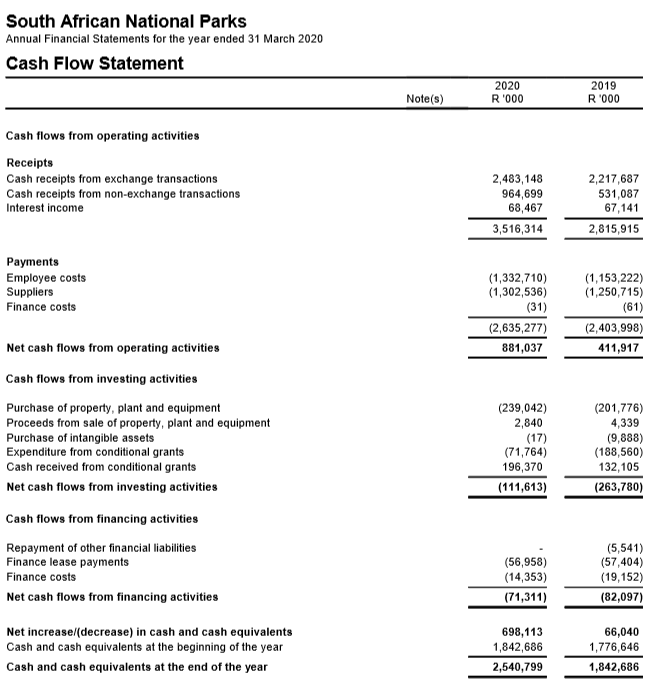 South African National Parks
Annual Financial Statements for the year ended 31 March 2020
Cash Flow Statement
2020 2019
Note(s) R '000 R '000
Cash flows from operating activities
Receipts
Cash receipts from exchange transactions 2,483,148 2,217,687
Cash receipts from non-exchange transactions 964,699 531,087
Interest income 68,467 67,141
3,516,314 2,815,915
Payments
Employee costs (1,332,710) (1,153,222)
Suppliers (1,302,536) (1,250,715)
Finance costs (31) (61)
(2,635,277) (2,403,998)
Net cash flows from operating activities 881,037 411,917
Cash flows from investing activities
Purchase of property, plant and equipment (239,042) (201,776)
Proceeds from sale of property, plant and equipment 2,840 4,339
Purchase of intangible assets (17) (9,888)
Expenditure from conditional grants (71,764) (188,560)
Cash received from conditional grants 196,370 132,105
Net cash flows from investing activities (111,613) (263,780)
Cash flows from financing activities
Repayment of other financial liabilities - (5,541)
Finance lease payments (56,958) (57,404)
Finance costs (14,353) (19,152)
Net cash flows from financing activities (71,311) (82,097)
Net increase/(decrease) in cash and cash equivalents 698,113 66,040
Cash and cash equivalents at the beginning of the year 1,842,686 1,776,646
Cash and cash equivalents at the end of the year 2,540,799 1,842,686